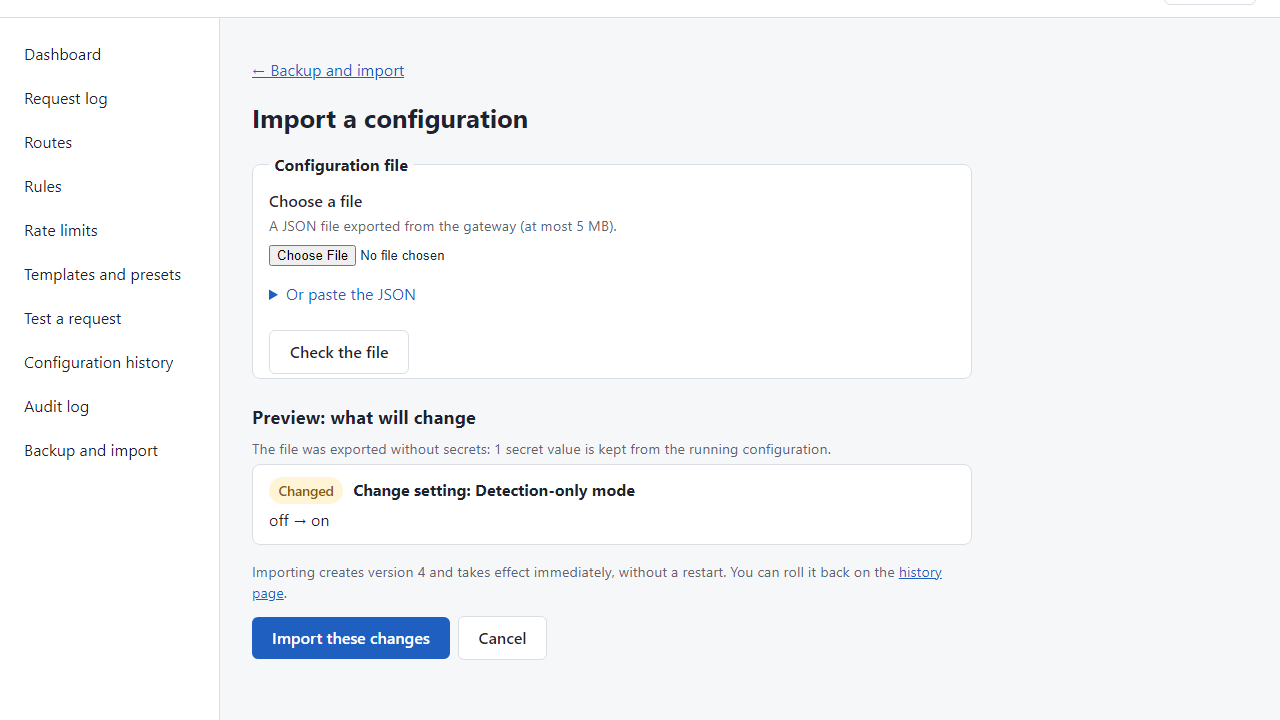 Dashboard
Request log
Routes
Rules
Rate limits
Templates and presets
Test a request
Configuration history
Audit log
Backup and import
← Backup and import
Import a configuration
Configuration file
Choose a file
A JSON file exported from the gateway (at most 5 MB).
Choose File No file chosen
Or paste the JSON
Check the file
Preview: what will change
The file was exported without secrets: 1 secret value is kept from the running configuration.
Changed Change setting: Detection-only mode
off → on
Importing creates version 4 and takes effect immediately, without a restart. You can roll it back on the history
page.
Import these changes Cancel